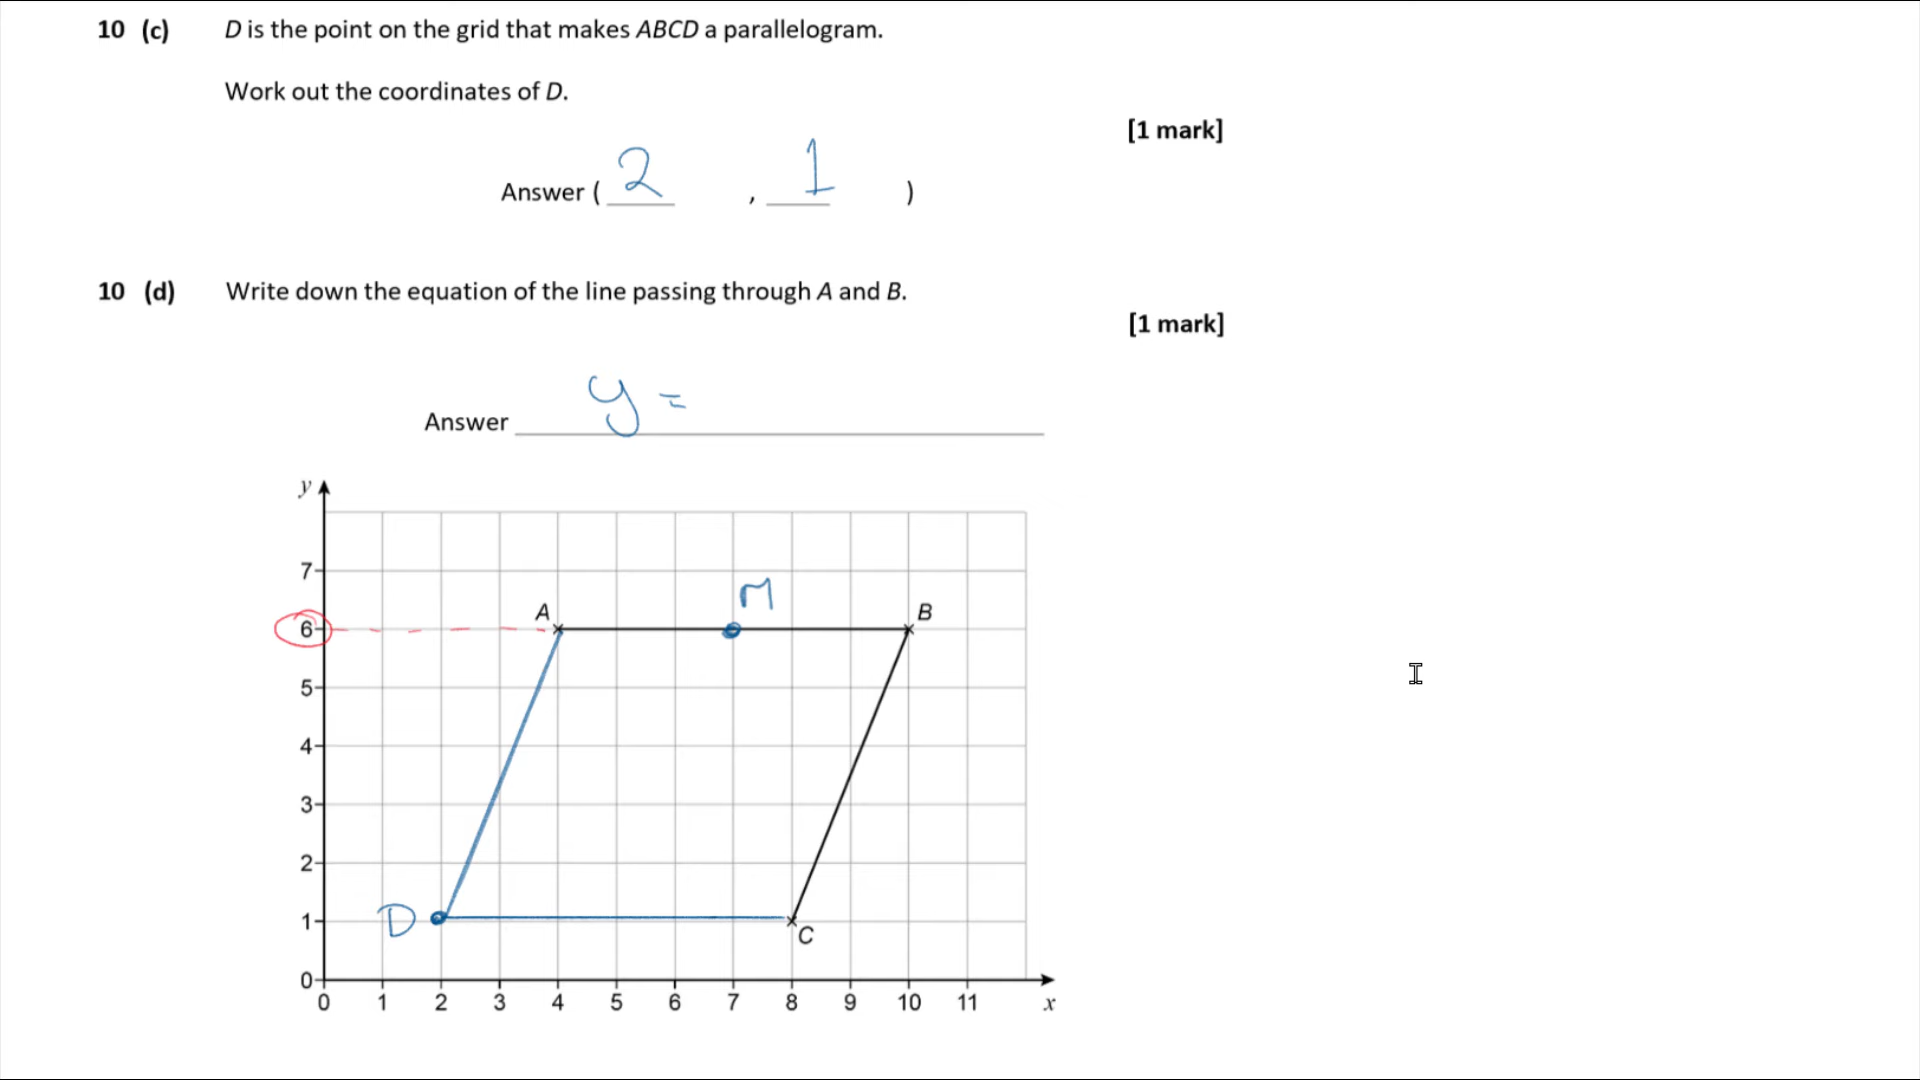 10 (c) D is the point on the grid that makes ABCD a parallelogram.
Work out the coordinates of D.
[1 mark]
Answer ( 2 , 1 )
10 (d) Write down the equation of the line passing through A and B.
[1 mark]
Answer y =
y
7
M
A
B
6
5
4
3
2
1
D
C
0
0 1 2 3 4 5 6 7 8 9 10 11 x